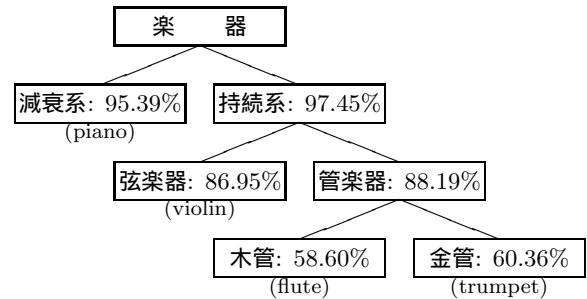 楽 器
減衰系: 95.39% 持続系: 97.45%
(piano)
弦楽器: 86.95% 管楽器: 88.19%
(violin)
木管: 58.60% 金管: 60.36%
(flute) (trumpet)